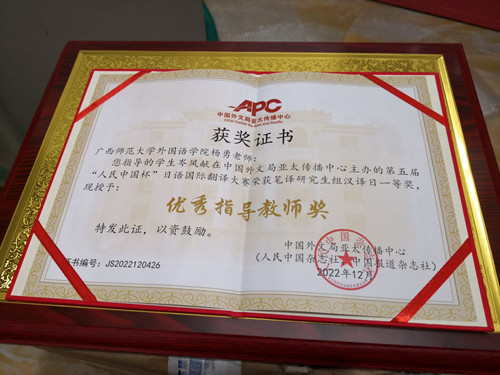 APC
中国外文局亚太传播中心
CICG Center for Asia and Pacific
获奖证书
广西师范大学外国语学院杨勇老师:
您指导的学生岑凤献在中国外文局亚太传播中心主办的第五届
“人民中国杯”日语国际翻译大赛荣获笔译研究生组汉译日一等奖,
现授予:
优秀指导教师奖
特发此证,以资鼓励。
中国外文局亚太传播中心
(人民中国杂志社、中国报道杂志社)
证书编号: JS2022120426
2022年12月